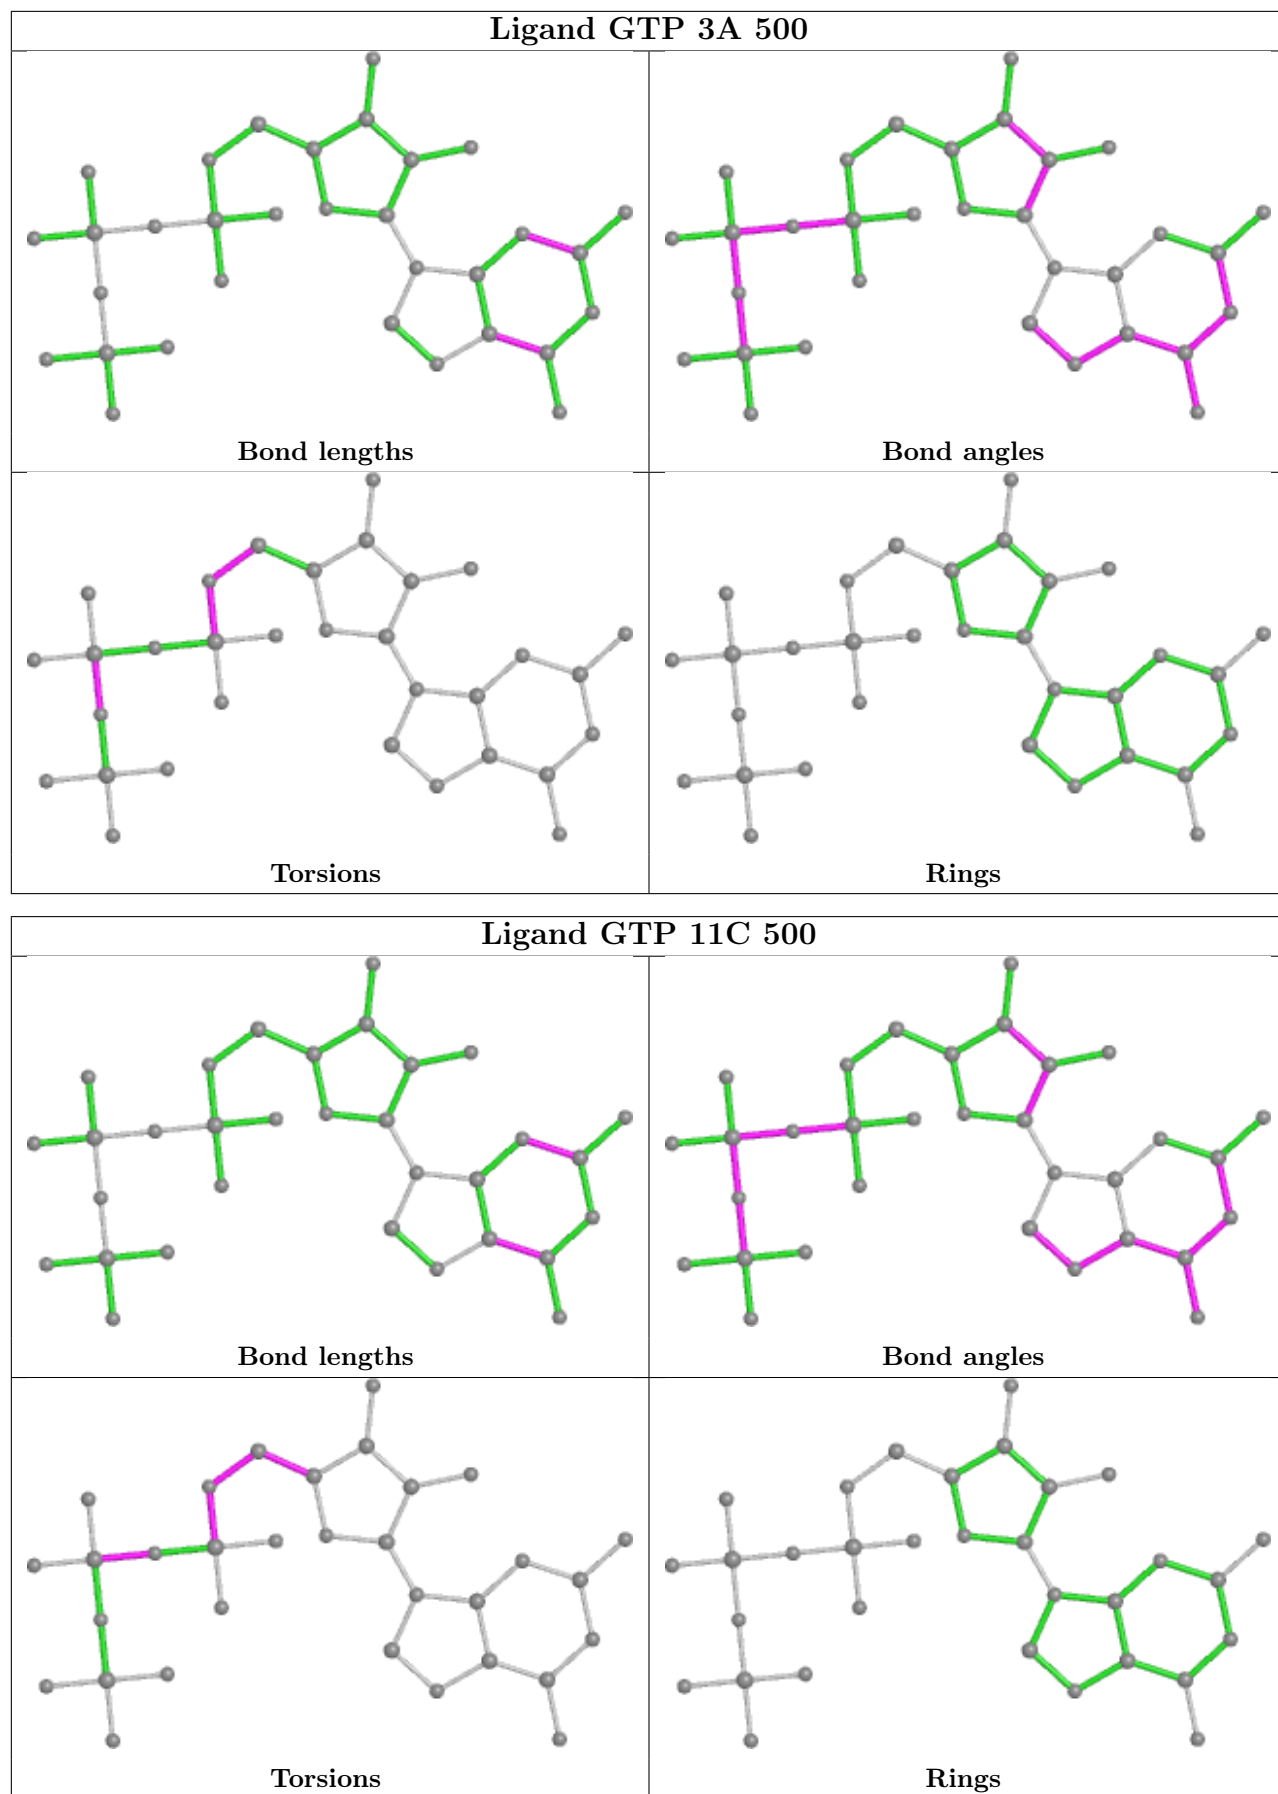 Ligand GTP 3A 500
Bond lengths
Bond angles
Torsions
Rings
Ligand GTP 11C 500
Bond lengths
Bond angles
Torsions
Rings